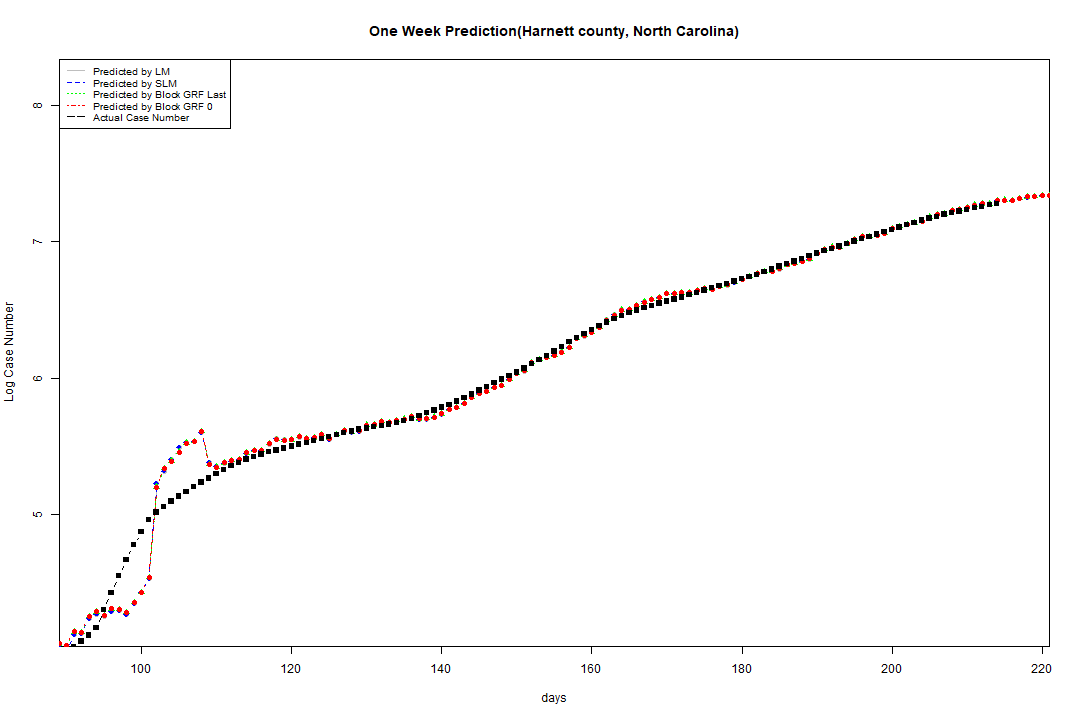 One Week Prediction(Harnett county, North Carolina)
Predicted by LM
Predicted by SLM
Predicted by Block GRF Last
Predicted by Block GRF 0
Actual Case Number
8
7
6
5
Log Case Number
100 120 140 160 180 200 220
days